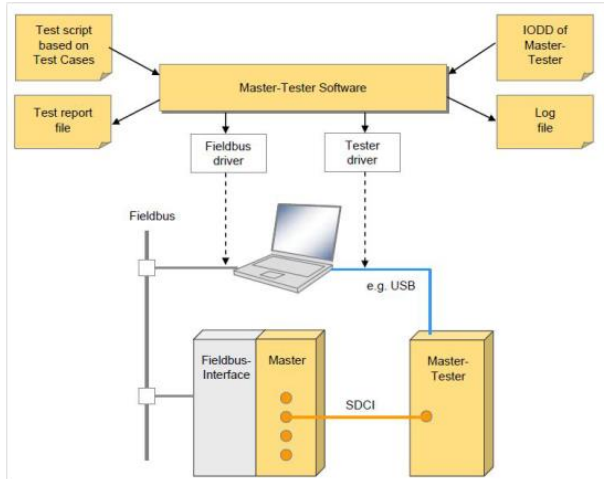 Test script
based on
Test Cases
IODD of
Master-
Tester
Master-Tester Software
Test report
file
Log
file
Fieldbus
driver
Tester
driver
Fieldbus
e.g. USB
Fieldbus-
Interface
Master
Master-
Tester
SDCI